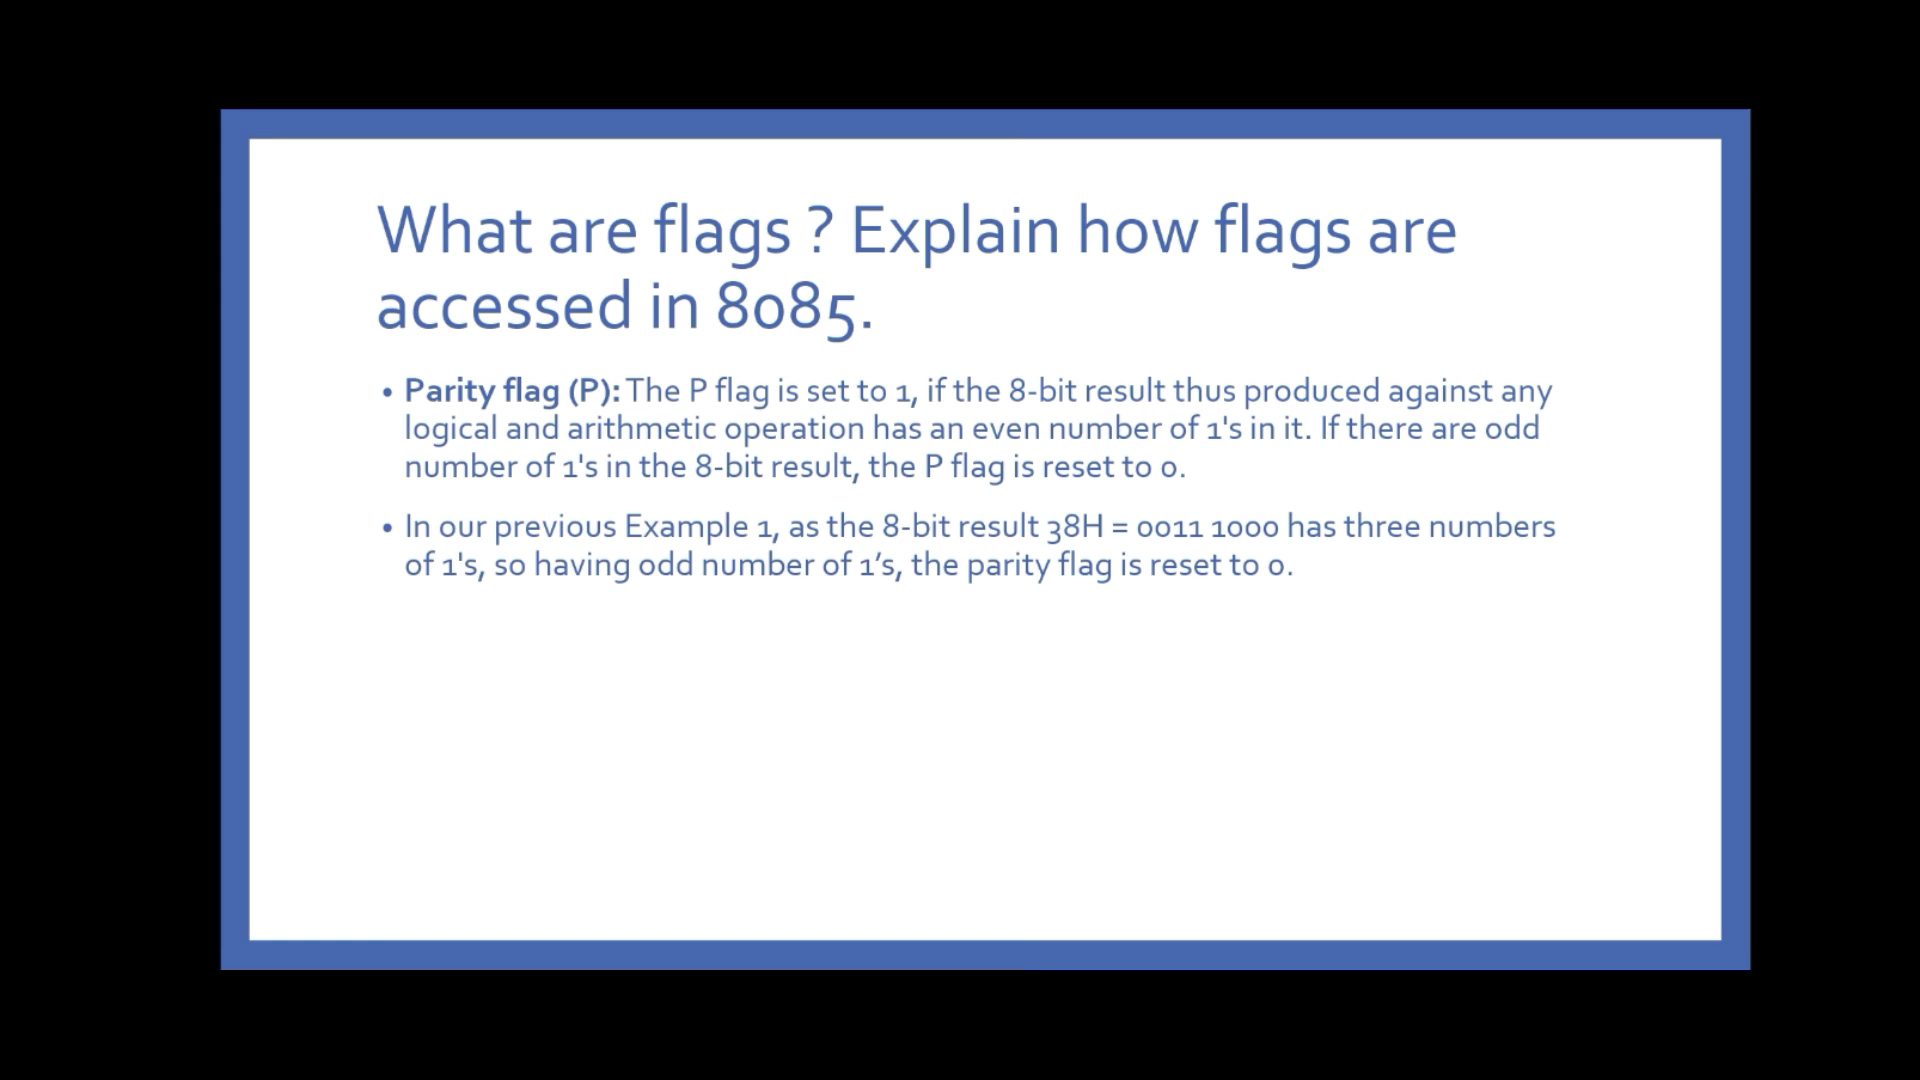 What are flags ? Explain how flags are
accessed in 8085.
• Parity flag (P): The P flag is set to 1, if the 8-bit result thus produced against any
logical and arithmetic operation has an even number of 1's in it. If there are odd
number of 1's in the 8-bit result, the P flag is reset to 0.
• In our previous Example 1, as the 8-bit result 38H = 0011 1000 has three numbers
of 1's, so having odd number of 1’s, the parity flag is reset to 0.